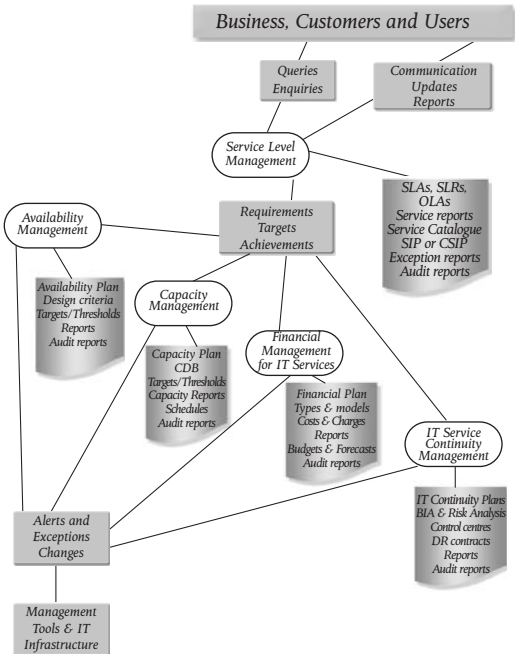 Business, Customers and Users
Queries
Enquiries
Communication
Updates
Reports
Service Level
Management
SLAs, SLRs,
OLAs
Service reports
Service Catalogue
SIP or CSIP
Exception reports
Audit reports
Availability
Management
Requirements
Targets
Achievements
Availability Plan
Design criteria
Targets/Thresholds
Reports
Audit reports
Capacity
Management
Financial
Management
for IT Services
Capacity Plan
CDB
Targets/Thresholds
Capacity Reports
Schedules
Audit reports
Financial Plan
Types & models
Costs & Charges
Reports
Budgets & Forecasts
Audit reports
IT Service
Continuity
Management
IT Continuity Plans
BIA & Risk Analysis
Control centres
DR contracts
Reports
Audit reports
Alerts and
Exceptions
Changes
Management
Tools & IT
Infrastructure